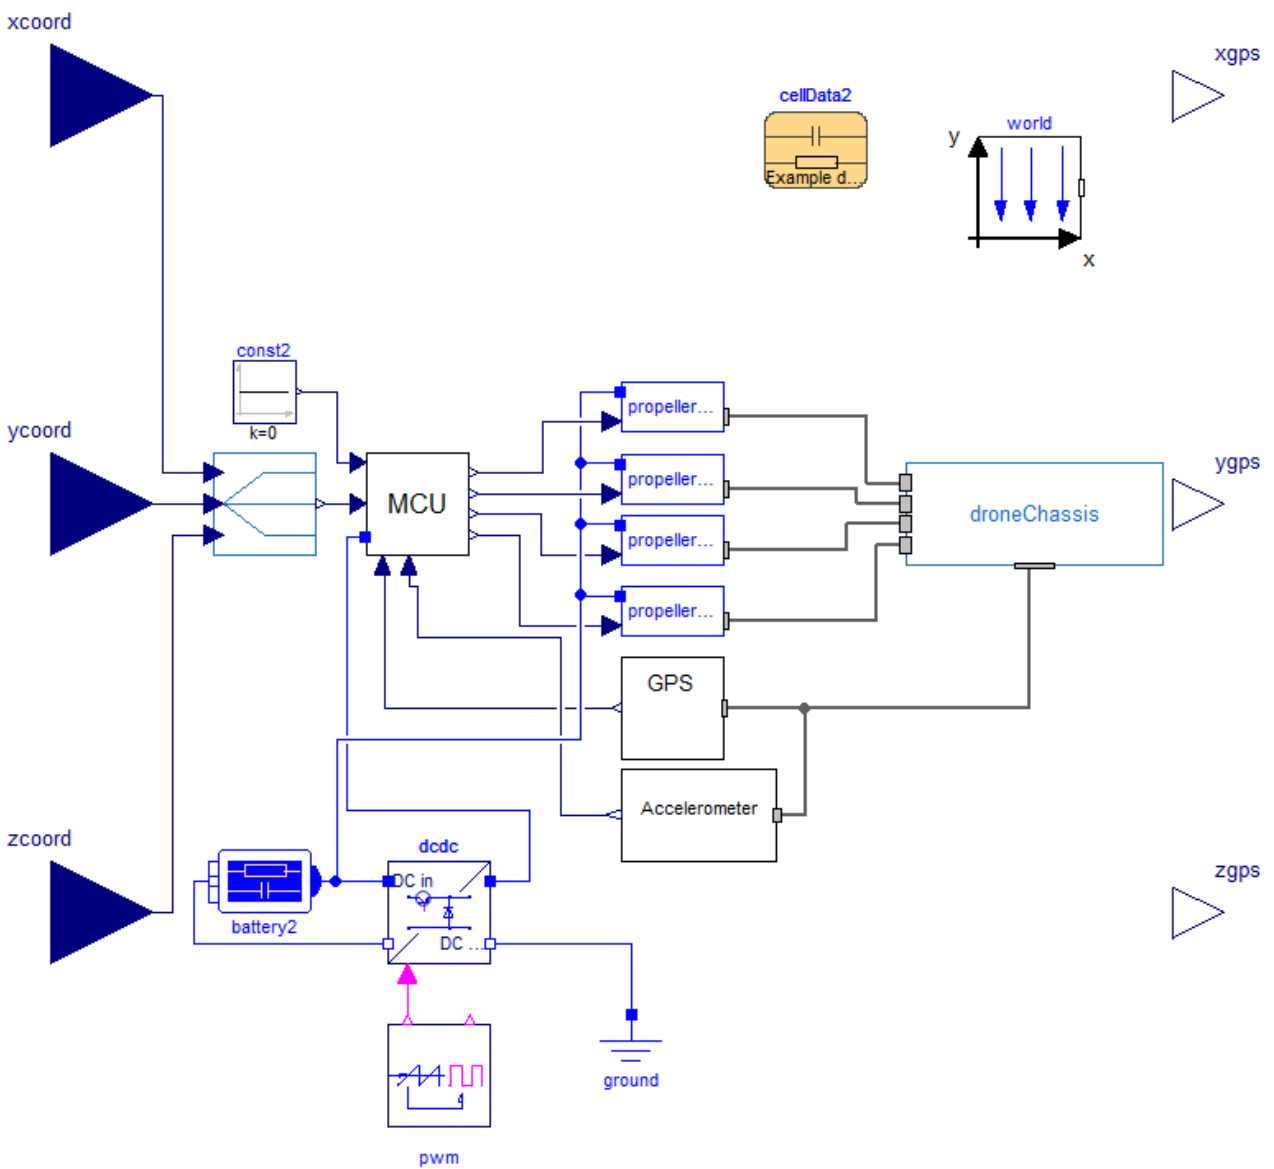 xcoord
xgps
cellData2
Example d...
world
y
x
const2
k=0
ycoord
ygps
MCU
propeller...
propeller...
propeller...
propeller...
droneChassis
GPS
Accelerometer
zcoord
zgps
dcdc
DC in
DC ...
battery2
ground
pwm